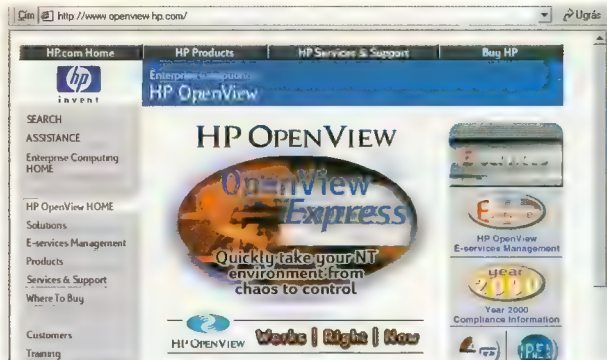 Cím http://www openview hp.com/ Ugrás
HP.com Home HP Products HP Services & Support Buy HP
hp
invent
Enterprise Computing
HP OpenView
SEARCH
ASSISTANCE
Enterprise Computing
HOME
HP OpenView HOME
Solutions
E-services Management
Products
Services & Support
Where To Buy
Customers
Training
HP OPENVIEW
OpenView
Express
Quickly take your NT
environment from
chaos to control
HP OPENVIEW Works | Right | Now
E-services
HP OpenView
E-services Management
year
2000
Year 2000
Compliance Information